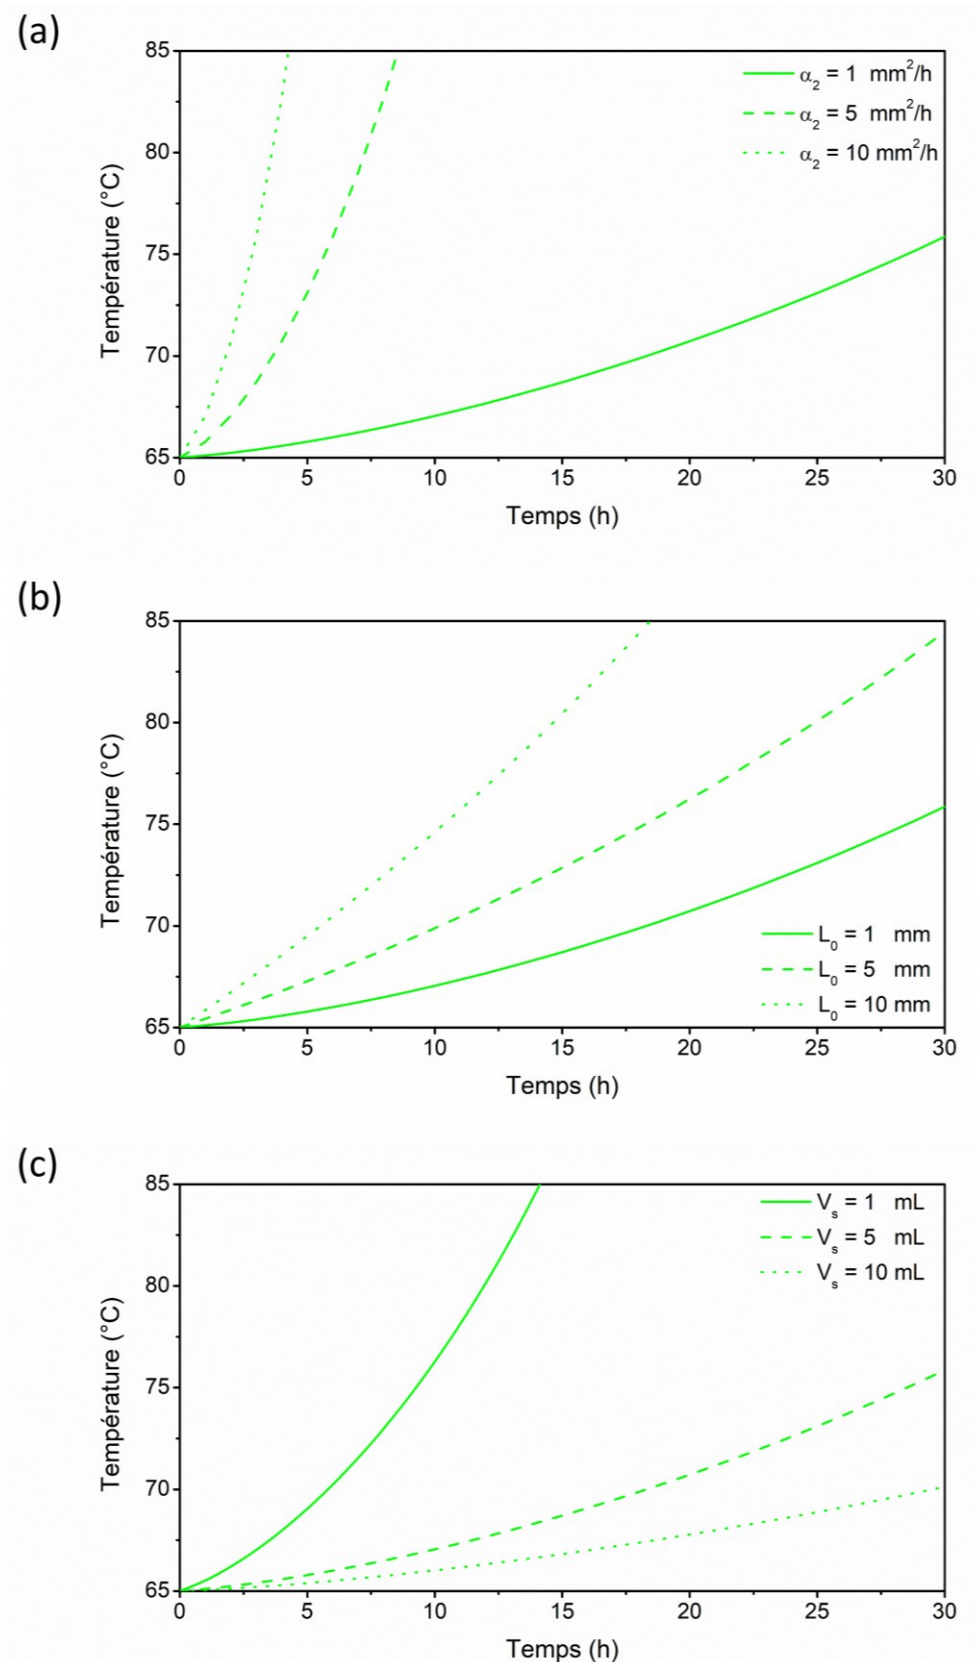 (a)
85
80
75
70
65
Température (°C)
α₂ = 1 mm²/h
α₂ = 5 mm²/h
α₂ = 10 mm²/h
0 5 10 15 20 25 30
Temps (h)
(b)
85
80
75
70
65
Température (°C)
L₀ = 1 mm
L₀ = 5 mm
L₀ = 10 mm
0 5 10 15 20 25 30
Temps (h)
(c)
85
80
75
70
65
Température (°C)
Vₛ = 1 mL
Vₛ = 5 mL
Vₛ = 10 mL
0 5 10 15 20 25 30
Temps (h)